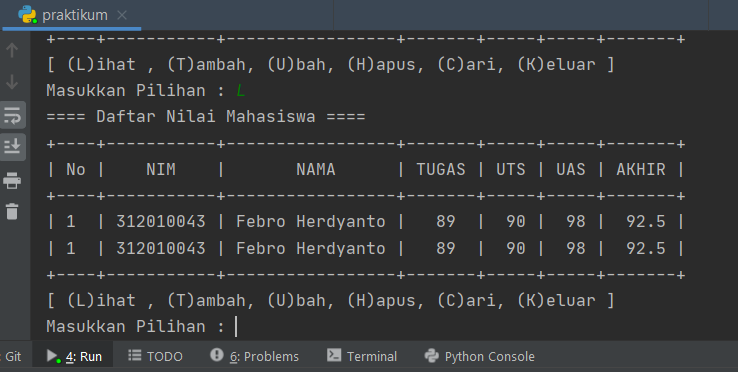 praktikum
+----+-----------+-----------------+-------+-----+-----+-------+
[ (L)ihat , (T)ambah, (U)bah, (H)apus, (C)ari, (K)eluar ]
Masukkan Pilihan : L
==== Daftar Nilai Mahasiswa ====
+----+-----------+-----------------+-------+-----+-----+-------+
| No |    NIM    |       NAMA      | TUGAS | UTS | UAS | AKHIR |
+----+-----------+-----------------+-------+-----+-----+-------+
| 1  | 312010043 | Febro Herdyanto |   89  |  90 |  98 |  92.5 |
| 1  | 312010043 | Febro Herdyanto |   89  |  90 |  98 |  92.5 |
+----+-----------+-----------------+-------+-----+-----+-------+
[ (L)ihat , (T)ambah, (U)bah, (H)apus, (C)ari, (K)eluar ]
Masukkan Pilihan :
Git 4: Run TODO 6: Problems Terminal Python Console